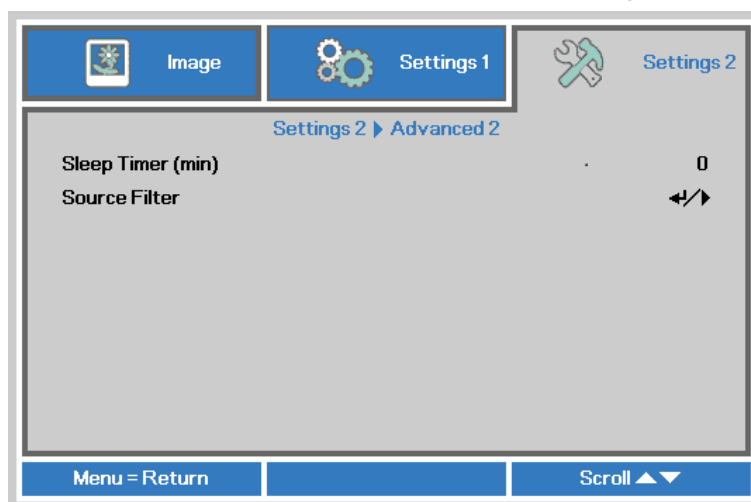 Image
Settings 1
Settings 2
Settings 2 ▶ Advanced 2
Sleep Timer (min) 0
Source Filter ↵/▶
Menu = Return
Scroll ▲▼